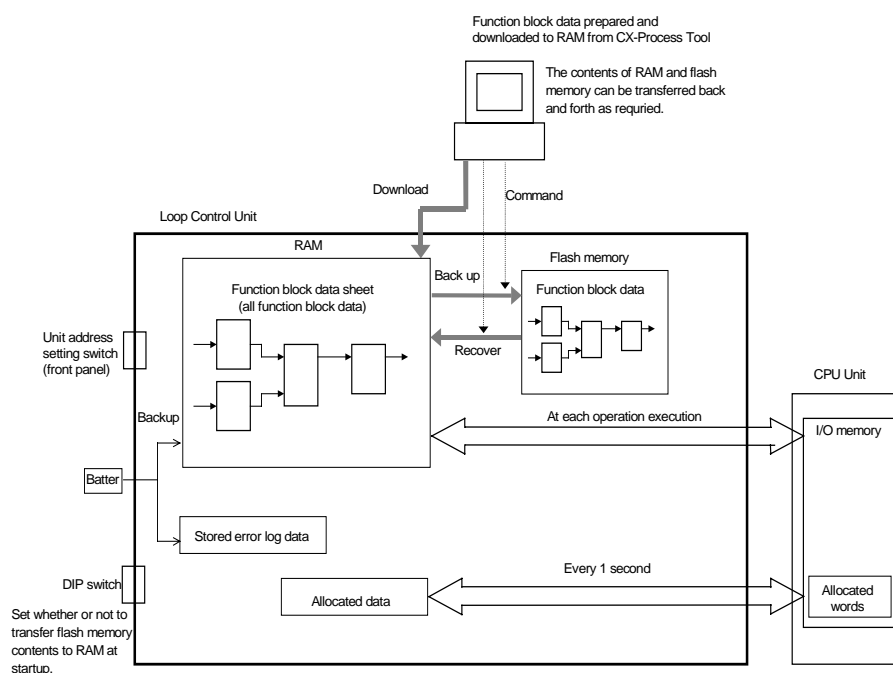 Function block data prepared and
downloaded to RAM from CX-Process Tool
The contents of RAM and flash
memory can be transferred back
and forth as requried.
Download
Command
Loop Control Unit
RAM
Flash memory
Function block data sheet
(all function block data)
Back up
Function block data
Recover
Unit address
setting switch
(front panel)
Backup
CPU Unit
At each operation execution
I/O memory
Batter
Stored error log data
Every 1 second
DIP switch
Allocated data
Allocated
words
Set whether or not to
transfer flash memory
contents to RAM at
startup.